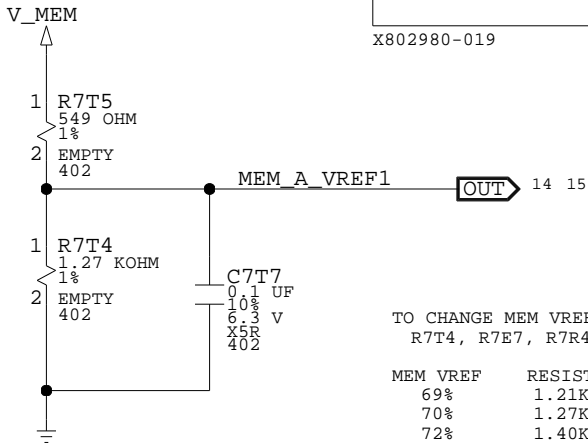 V_MEM
X802980-019
1 R7T5
549 OHM
1%
2 EMPTY
402
MEM_A_VREF1
OUT 14 15
1 R7T4
1.27 KOHM
1%
2 EMPTY
402
C7T7
0.1 UF
10%
6.3 V
X5R
402
TO CHANGE MEM VREF
R7T4, R7E7, R7R4
MEM VREF RESIST
69% 1.21K
70% 1.27K
72% 1.40K